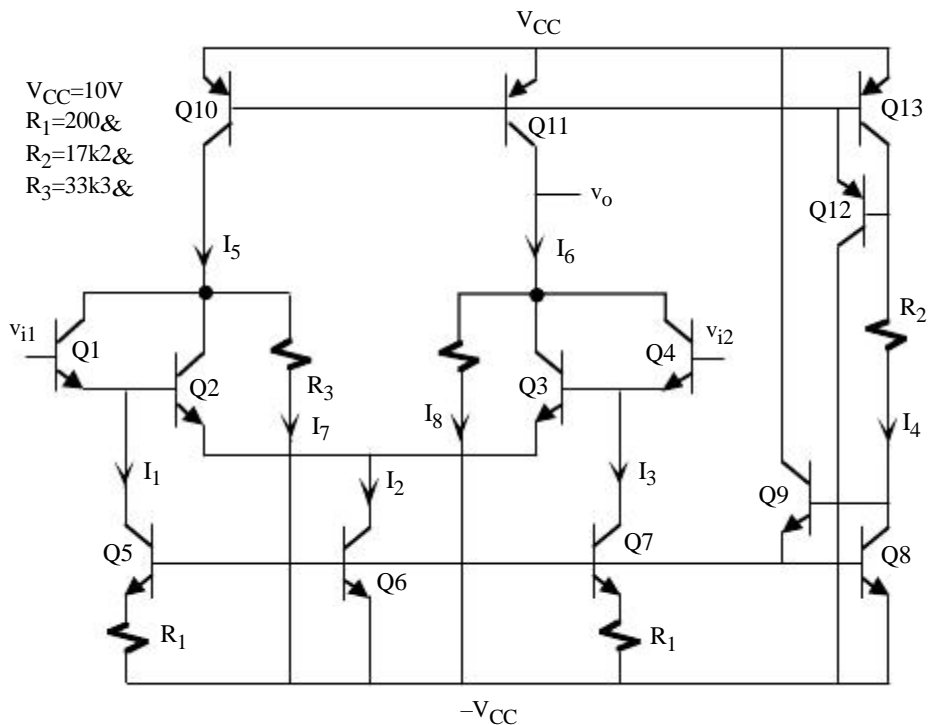 V_CC
V_CC=10V
R_1=200&
R_2=17k2&
R_3=33k3&
Q10
Q11
Q13
v_o
Q12
I_5
I_6
v_i1
Q1
Q2
R_3
Q3
Q4
v_i2
R_2
I_7
I_8
I_4
I_1
I_2
I_3
Q9
Q5
Q6
Q7
Q8
R_1
R_1
–V_CC